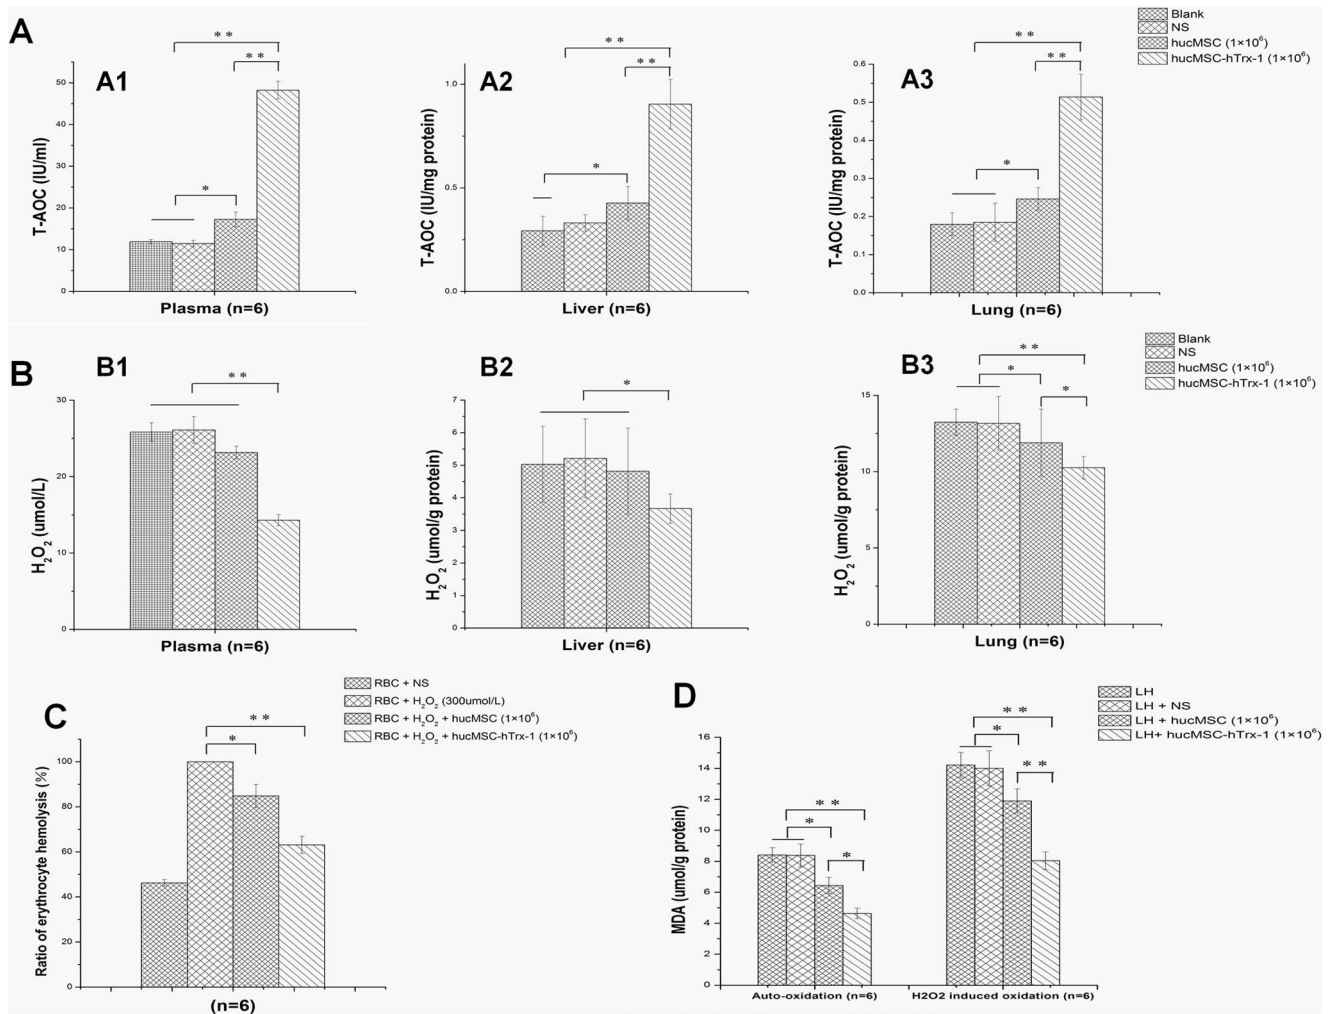 A
Blank
NS
hucMSC (1×10⁶)
hucMSC-hTrx-1 (1×10⁶)
A1
**
**
*
T-AOC (IU/ml)
50
40
30
20
10
0
Plasma (n=6)
A2
**
**
*
T-AOC (IU/mg protein)
1.0
0.5
0.0
Liver (n=6)
A3
**
**
*
T-AOC (IU/mg protein)
0.6
0.5
0.4
0.3
0.2
0.1
0.0
Lung (n=6)
B
Blank
NS
hucMSC (1×10⁶)
hucMSC-hTrx-1 (1×10⁶)
B1
**
H₂O₂ (umol/L)
30
20
10
0
Plasma (n=6)
B2
*
H₂O₂ (umol/g protein)
7
6
5
4
3
2
1
0
Liver (n=6)
B3
**
*
*
H₂O₂ (umol/g protein)
15
10
5
0
Lung (n=6)
C
RBC + NS
RBC + H₂O₂ (300umol/L)
RBC + H₂O₂ + hucMSC (1×10⁶)
RBC + H₂O₂ + hucMSC-hTrx-1 (1×10⁶)
**
*
Ratio of erythrocyte hemolysis (%)
100
80
60
40
20
0
(n=6)
D
LH
LH + NS
LH + hucMSC (1×10⁶)
LH+ hucMSC-hTrx-1 (1×10⁶)
**
*
**
**
*
*
MDA (umol/g protein)
16
14
12
10
8
6
4
2
0
Auto-oxidation (n=6)
H2O2 induced oxidation (n=6)